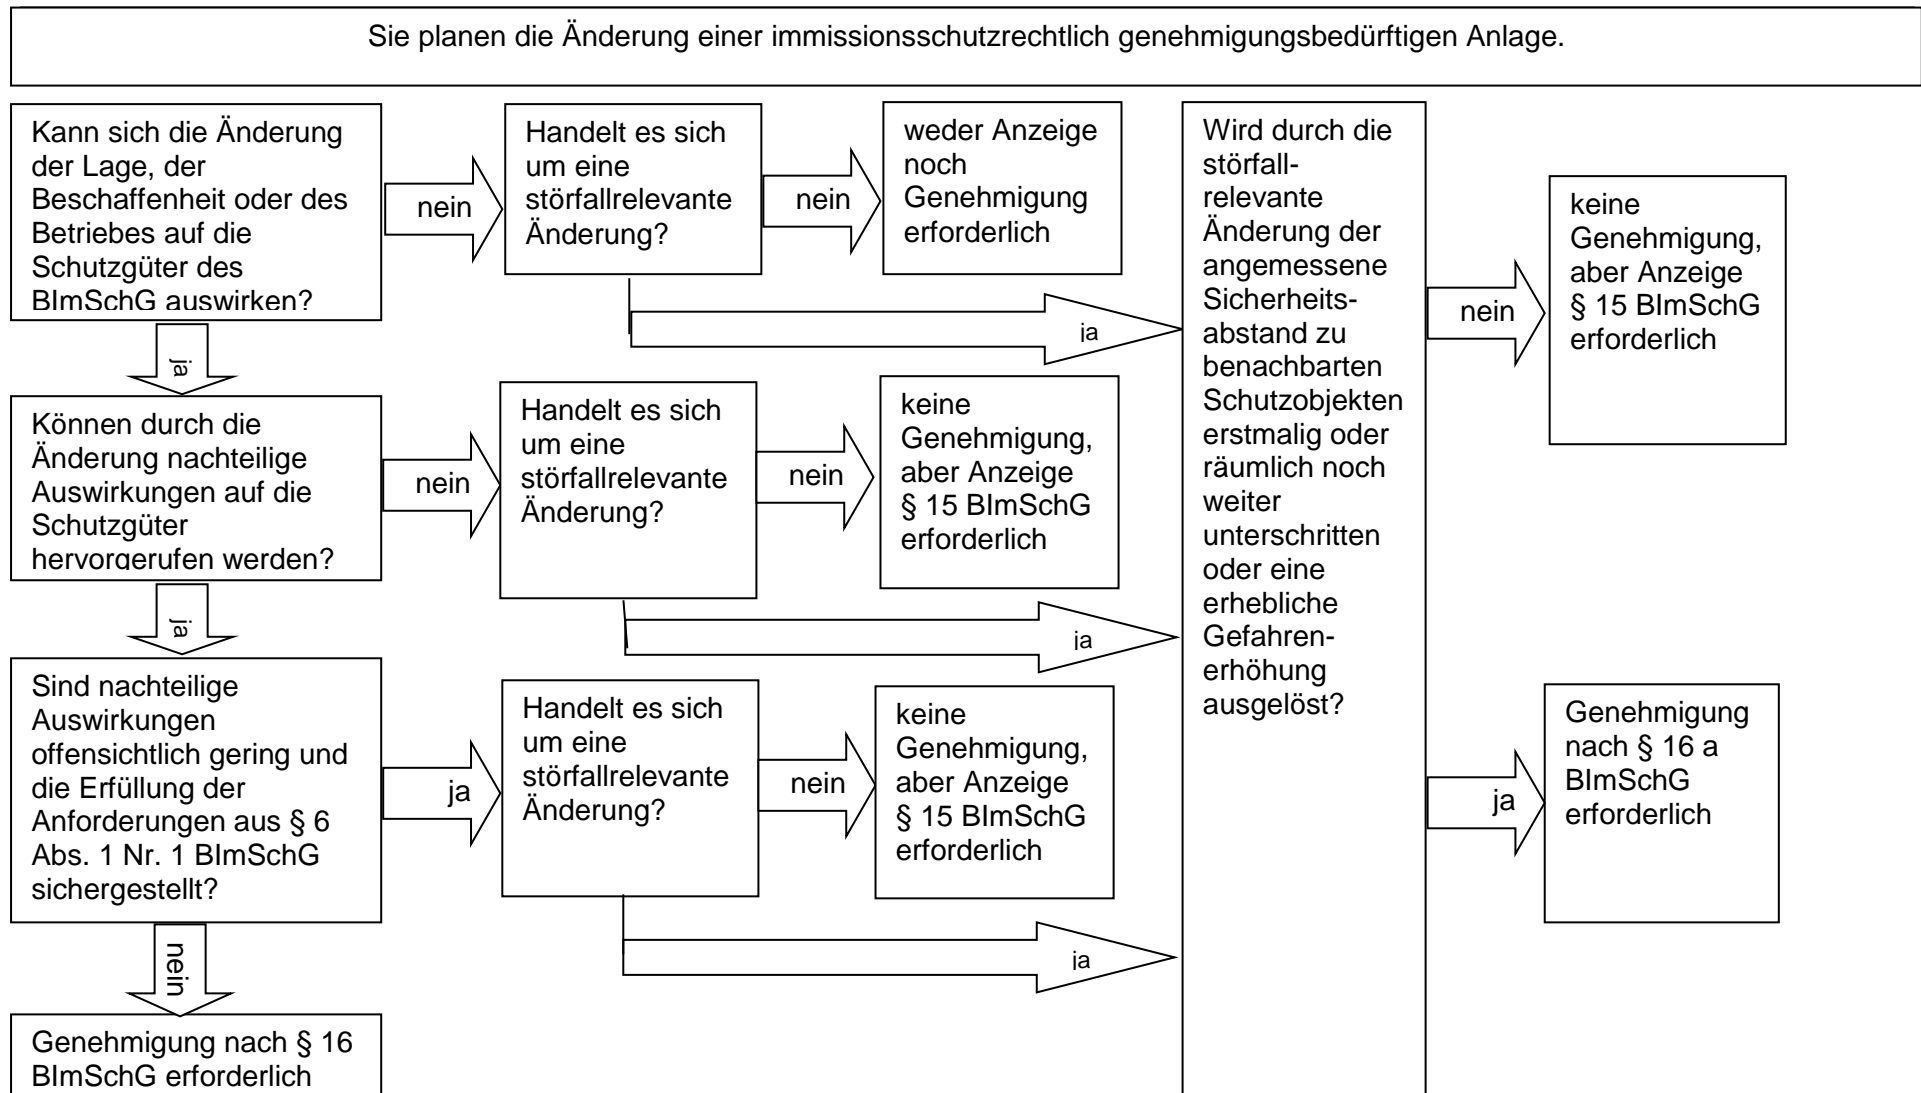 Sie planen die Änderung einer immissionsschutzrechtlich genehmigungsbedürftigen Anlage.
Kann sich die Änderung
der Lage, der
Beschaffenheit oder des
Betriebes auf die
Schutzgüter des
BImSchG auswirken?
nein
Handelt es sich
um eine
störfallrelevante
Änderung?
nein
weder Anzeige
noch
Genehmigung
erforderlich
ja
Wird durch die
störfall-
relevante
Änderung der
angemessene
Sicherheits-
abstand zu
benachbarten
Schutzobjekten
erstmalig oder
räumlich noch
weiter
unterschritten
oder eine
erhebliche
Gefahren-
erhöhung
ausgelöst?
nein
keine
Genehmigung,
aber Anzeige
§ 15 BImSchG
erforderlich
ja
Können durch die
Änderung nachteilige
Auswirkungen auf die
Schutzgüter
hervorgerufen werden?
nein
Handelt es sich
um eine
störfallrelevante
Änderung?
nein
keine
Genehmigung,
aber Anzeige
§ 15 BImSchG
erforderlich
ja
ja
Sind nachteilige
Auswirkungen
offensichtlich gering und
die Erfüllung der
Anforderungen aus § 6
Abs. 1 Nr. 1 BImSchG
sichergestellt?
ja
Handelt es sich
um eine
störfallrelevante
Änderung?
nein
keine
Genehmigung,
aber Anzeige
§ 15 BImSchG
erforderlich
ja
ja
Genehmigung
nach § 16 a
BImSchG
erforderlich
nein
Genehmigung nach § 16
BImSchG erforderlich